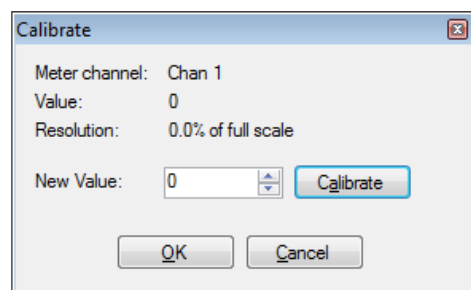 Calibrate
Meter channel: Chan 1
Value: 0
Resolution: 0.0% of full scale
New Value: 0 Calibrate
OK Cancel